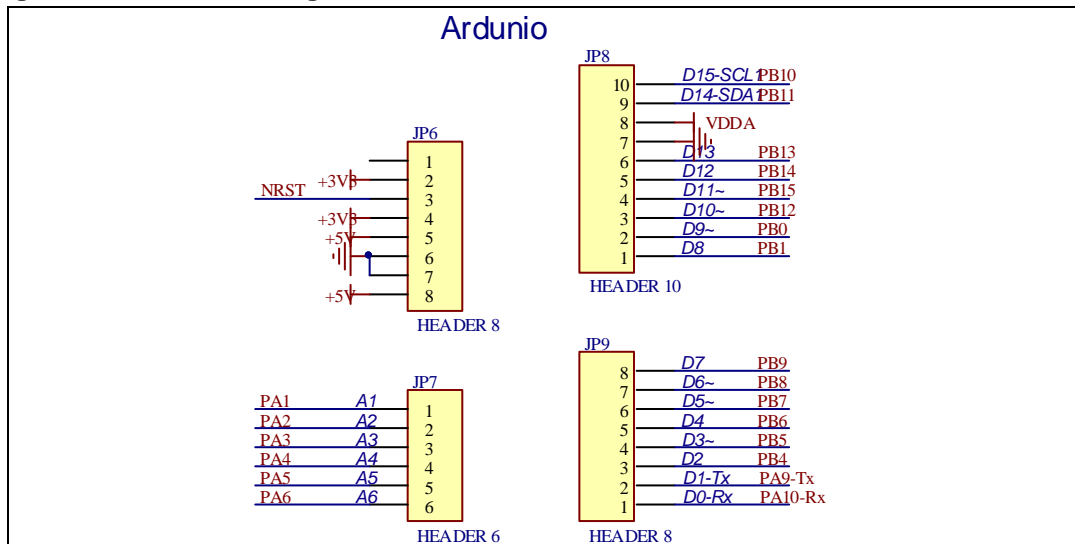 Ardunio
JP6
1
+3V3 2
NRST 3
+3V3 4
+5V 5
6
7
+5V 8
HEADER 8
JP8
10 D15-SCL1 PB10
9 D14-SDA1 PB11
8 VDDA
7
6 D13 PB13
5 D12 PB14
4 D11~ PB15
3 D10~ PB12
2 D9~ PB0
1 D8 PB1
HEADER 10
JP7
PA1 A1 1
PA2 A2 2
PA3 A3 3
PA4 A4 4
PA5 A5 5
PA6 A6 6
HEADER 6
JP9
8 D7 PB9
7 D6~ PB8
6 D5~ PB7
5 D4 PB6
4 D3~ PB5
3 D2 PB4
2 D1-Tx PA9-Tx
1 D0-Rx PA10-Rx
HEADER 8